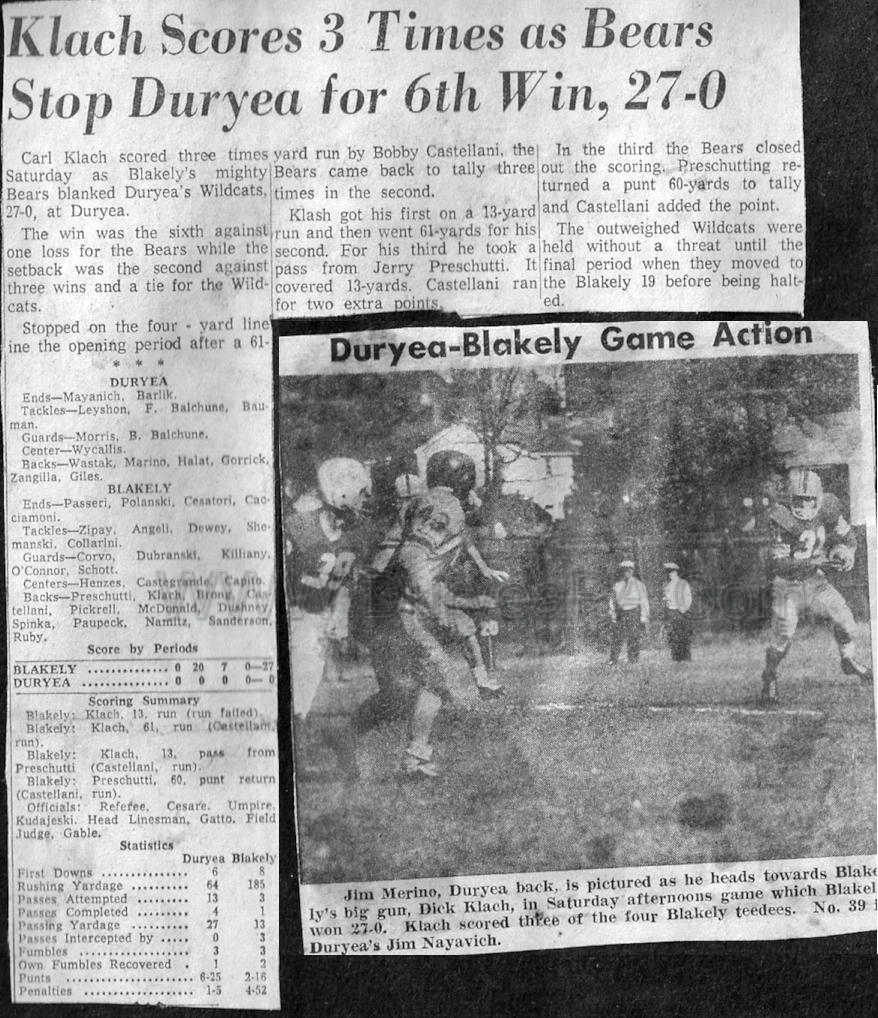 Klach Scores 3 Times as Bears
Stop Duryea for 6th Win, 27-0
Carl Klach scored three times
Saturday as Blakely's mighty
Bears blanked Duryea's Wildcats,
27-0, at Duryea.
The win was the sixth against
one loss for the Bears while the
setback was the second against
three wins and a tie for the Wild-
cats.
Stopped on the four - yard line
ine the opening period after a 61-
yard run by Bobby Castellani, the
Bears came back to tally three
times in the second.
Klash got his first on a 13-yard
run and then went 61-yards for his
second. For his third he took a
pass from Jerry Preschutti. It
covered 13-yards. Castellani ran
for two extra points.
In the third the Bears closed
out the scoring. Preschutting re-
turned a punt 60-yards to tally
and Castellani added the point.
The outweighed Wildcats were
held without a threat until the
final period when they moved to
the Blakely 19 before being halt-
ed.
* * *
DURYEA
Ends—Mayanich, Barlik.
Tackles—Leyshon, F. Balchune, Bau-
man.
Guards—Morris, B. Balchune.
Center—Wycallis.
Backs—Wastak, Marino, Halat, Gorrick,
Zangilla, Giles.
BLAKELY
Ends—Passeri, Polanski, Cesatori, Cac-
ciamoni.
Tackles—Zipay, Angeli, Dewey, She-
manski, Collarini.
Guards—Corvo, Dubranski, Killiany,
O'Connor, Schott.
Centers—Henzes, Castegrande, Capito.
Backs—Preschutti, Klach, Brong, Cas-
tellani, Pickrell, McDonald, Dushney,
Spinka, Paupeck, Namitz, Sanderson,
Ruby.
Score by Periods
BLAKELY .............. 0 20 7 0—27
DURYEA ............... 0 0 0 0— 0
Scoring Summary
Blakely: Klach, 13, run (run failed).
Blakely: Klach, 61, run (Castellani,
run).
Blakely: Klach, 13, pass from
Preschutti (Castellani, run).
Blakely: Preschutti, 60, punt return
(Castellani, run).
Officials: Referee, Cesare. Umpire,
Kudajeski. Head Linesman, Gatto. Field
Judge, Gable.
Statistics
Duryea Blakely
First Downs .............. 6 8
Rushing Yardage .......... 64 185
Passes Attempted ......... 13 3
Passes Completed ......... 4 1
Passing Yardage .......... 27 13
Passes Intercepted by ..... 0 3
Fumbles .................. 3 3
Own Fumbles Recovered . 1 2
Punts .................... 6-25 2-16
Penalties ................ 1-5 4-52
Duryea-Blakely Game Action
39
31
www.DuryeaPA.com
Jim Merino, Duryea back, is pictured as he heads towards Blake
ly's big gun, Dick Klach, in Saturday afternoons game which Blakel
won 27-0. Klach scored three of the four Blakely teedees. No. 39 i
Duryea's Jim Nayavich.